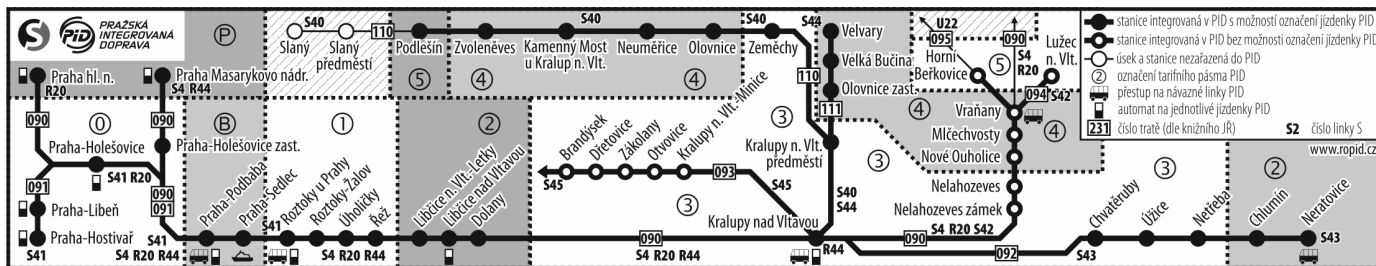 S PID PRAŽSKÁ
INTEGROVANÁ
DOPRAVA
P
S40
Slaný
Slaný
předměstí
110
Podlešín
5
Zvoleněves
4
S40
Kamenný Most
u Kralup n. Vlt.
Neuměřice
Olovnice
4
S40
Zeměchy
110
S44
Velvary
Velká Bučina
Olovnice zast.
111
U22
095
Horní
Beřkovice
090
S4
R20
5
Lužec
n. Vlt.
094
S42
Vraňany
4
4
Mlčechvosty
Nové Ouholice
Nelahozeves
Nelahozeves zámek
stanice integrovaná v PID s možností označení jízdenky PID
stanice integrovaná v PID bez možnosti označení jízdenky PID
úsek a stanice nezařazená do PID
2 označení tarifního pásma PID
přestup na návazné linky PID
automat na jednotlivé jízdenky PID
231 číslo tratě (dle knižního JŘ)
S2 číslo linky S
www.ropid.cz
Praha hl. n.
R20
Praha Masarykovo nádr.
S4 R44
090
090
0
Praha-Holešovice
S41 R20
Praha-Holešovice zast.
091
090
091
Praha-Libeň
Praha-Hostivař
S41
S41
S4 R20 R44
B
Praha-Podbaba
Praha-Sedlec
S41
1
Roztoky u Prahy
Roztoky-Žalov
Úholičky
Řež
S4 R20 R44
2
Libčice n. Vlt.-Letky
Libčice nad Vltavou
Dolany
090
S4 R20 R44
Brandýsek
Dřetovice
Zákolany
Otvovice
Kralupy n. Vlt.-Minice
S45
093
S45
3
3
Kralupy n. Vlt.
předměstí
S40
S44
Kralupy nad Vltavou
R44
3
090
S4 R20 S42
092
S43
Chvatěruby
Úžice
Netřeba
3
2
Chlumín
Neratovice
S43